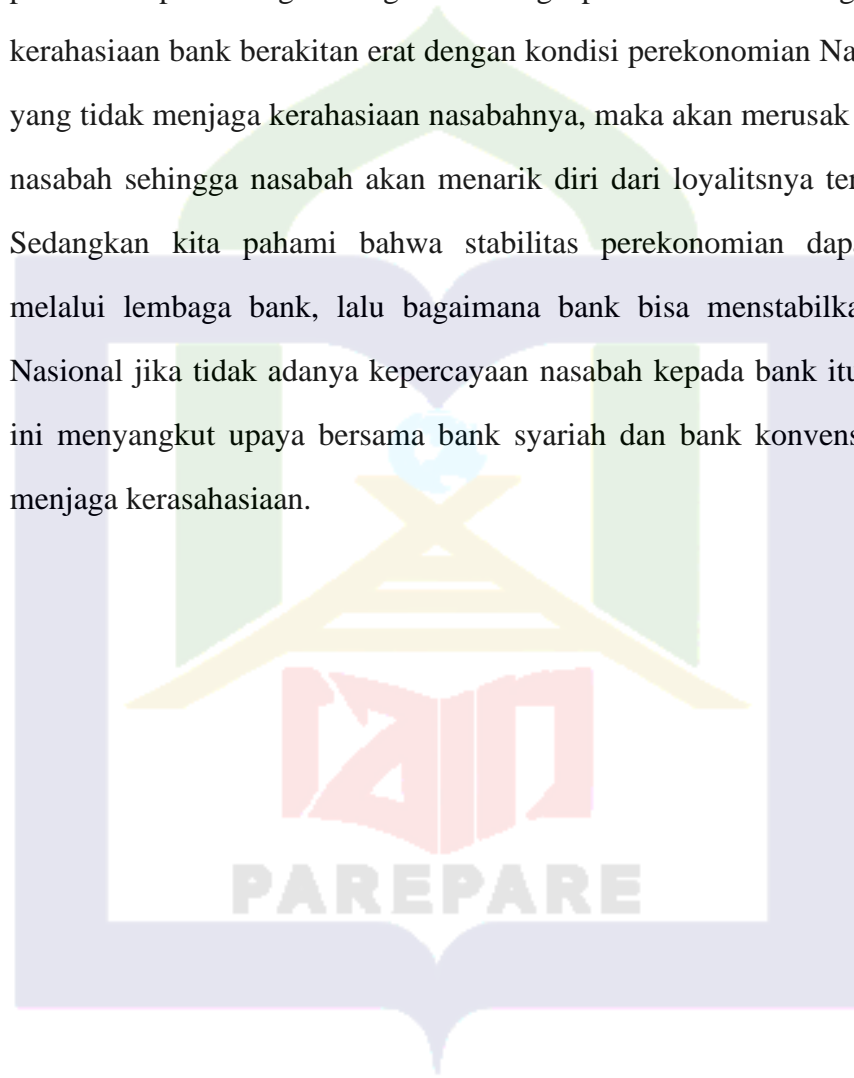 kerahasiaan bank berakitan erat dengan kondisi perekonomian Na
yang tidak menjaga kerahasiaan nasabahnya, maka akan merusak
nasabah sehingga nasabah akan menarik diri dari loyalitsnya ter
Sedangkan kita pahami bahwa stabilitas perekonomian dap
melalui lembaga bank, lalu bagaimana bank bisa menstabilka
Nasional jika tidak adanya kepercayaan nasabah kepada bank itu
ini menyangkut upaya bersama bank syariah dan bank konvens
menjaga kerasahasiaan.
iain
PAREPARE